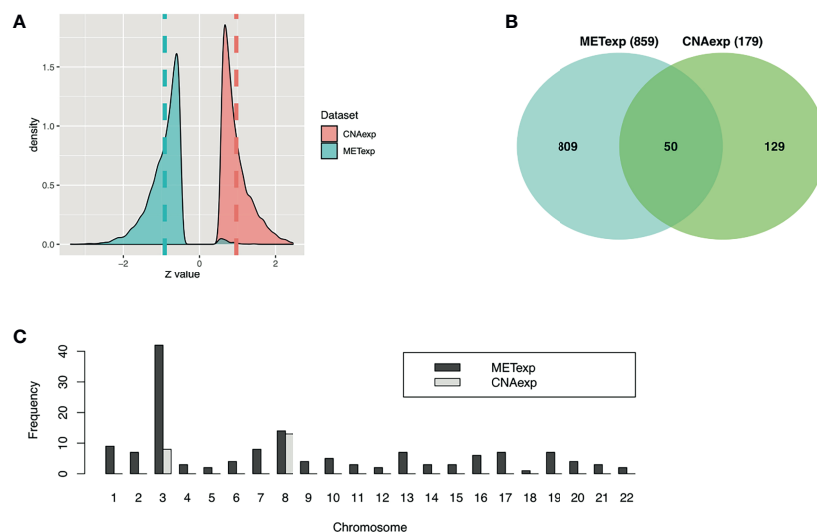 A
1.5
1.0
0.5
0.0
density
−2
0
2
Z value
Dataset
CNAexp
METexp
B
METexp (859) CNAexp (179)
809 50 129
C
40
30
20
10
0
Frequency
METexp
CNAexp
1 2 3 4 5 6 7 8 9 10 11 12 13 14 15 16 17 18 19 20 21 22
Chromosome